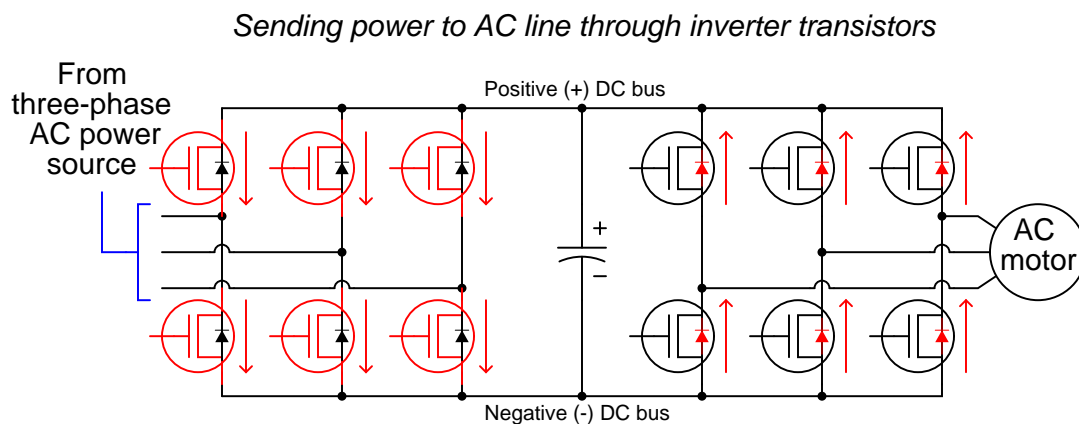 Sending power to AC line through inverter transistors
From
three-phase
AC power
source
Positive (+) DC bus
+
−
AC
motor
Negative (-) DC bus